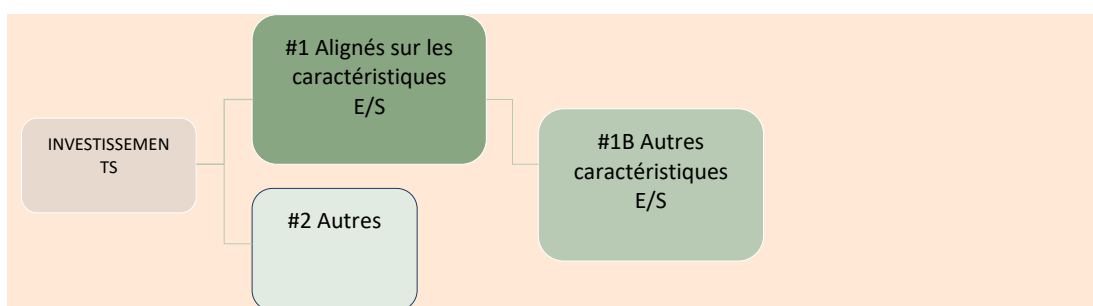 #1 Alignés sur les
caractéristiques
E/S
INVESTISSEMEN
TS
#1B Autres
caractéristiques
E/S
#2 Autres